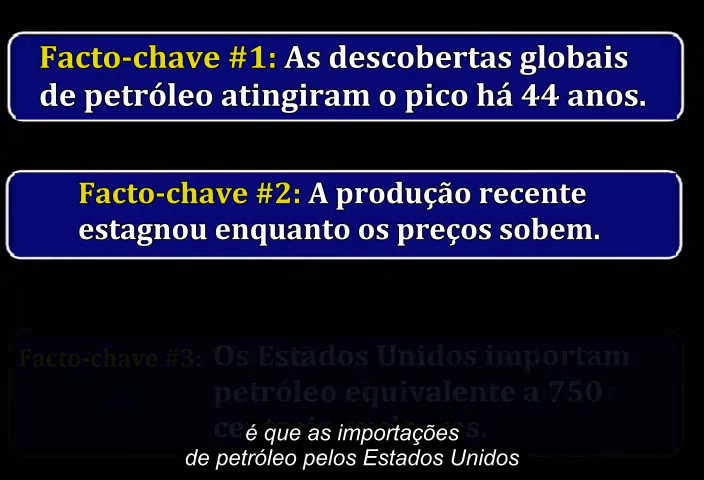 Facto-chave #1: As descobertas globais
de petróleo atingiram o pico há 44 anos.
Facto-chave #2: A produção recente
estagnou enquanto os preços sobem.
Facto-chave #3: Os Estados Unidos importam
petróleo equivalente a 750
é que as importações
de petróleo pelos Estados Unidos